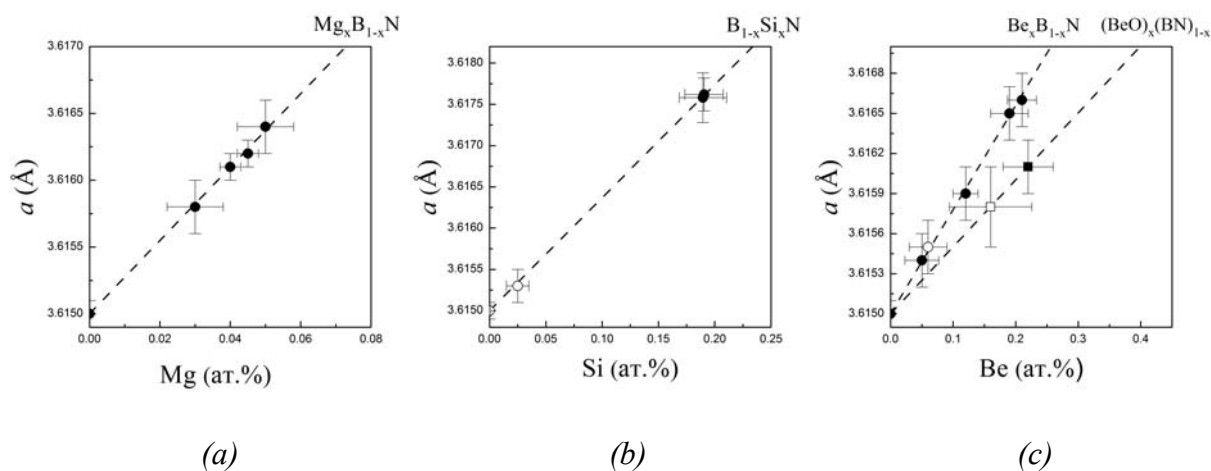 MgxB1-xN
3.6170
3.6165
3.6160
3.6155
3.6150
a (Å)
0.00 0.02 0.04 0.06 0.08
Mg (ат.%)
(a)
B1-xSixN
3.6180
3.6175
3.6170
3.6165
3.6160
3.6155
3.6150
a (Å)
0.00 0.05 0.10 0.15 0.20 0.25
Si (ат.%)
(b)
BexB1-xN (BeO)x(BN)1-x
3.6168
3.6165
3.6162
3.6159
3.6156
3.6153
3.6150
a (Å)
0.0 0.1 0.2 0.3 0.4
Be (ат.%)
(c)